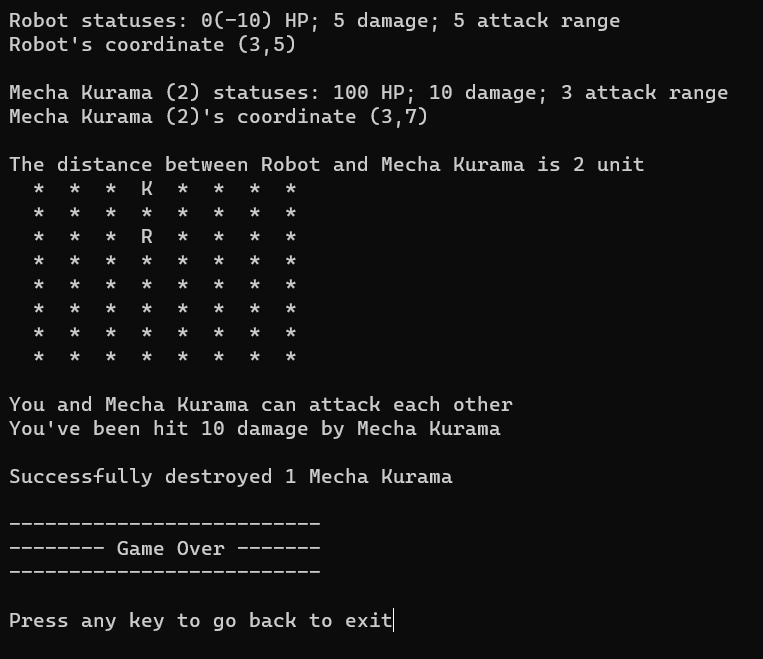 Robot statuses: 0(-10) HP; 5 damage; 5 attack range
Robot's coordinate (3,5)
Mecha Kurama (2) statuses: 100 HP; 10 damage; 3 attack range
Mecha Kurama (2)'s coordinate (3,7)
The distance between Robot and Mecha Kurama is 2 unit
* * * K * * * *
* * * * * * * *
* * * R * * * *
* * * * * * * *
* * * * * * * *
* * * * * * * *
* * * * * * * *
* * * * * * * *
You and Mecha Kurama can attack each other
You've been hit 10 damage by Mecha Kurama
Successfully destroyed 1 Mecha Kurama
--------------------------
-------- Game Over -------
--------------------------
Press any key to go back to exit